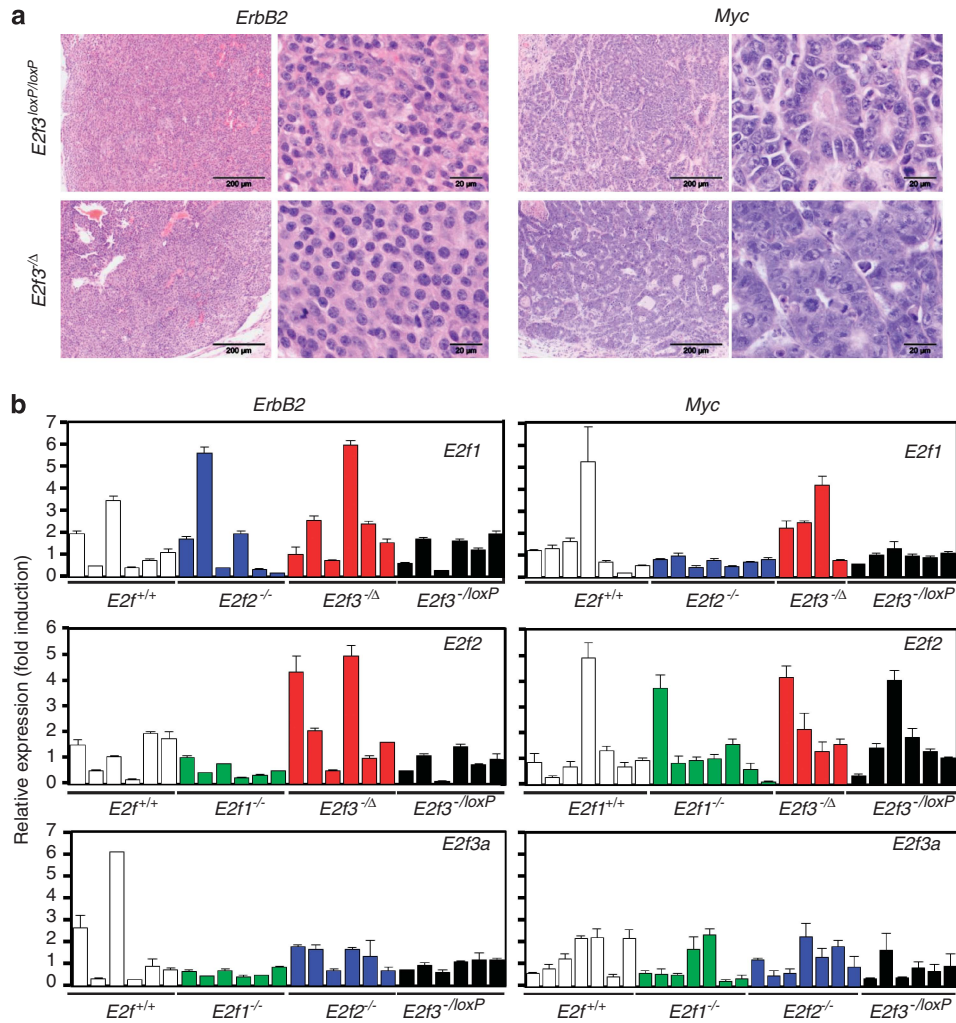 a
ErbB2 Myc
E2f3loxP/loxP
200 µm 20 µm 200 µm 20 µm
E2f3-/Δ
200 µm 20 µm 200 µm 20 µm
b
ErbB2 Myc
Relative expression (fold induction)
7
6
5
4
3
2
1
0
E2f1 E2f1
E2f+/+ E2f2-/- E2f3-/Δ E2f3-/loxP E2f+/+ E2f2-/- E2f3-/Δ E2f3-/loxP
6
5
4
3
2
1
0
E2f2 E2f2
E2f+/+ E2f1-/- E2f3-/Δ E2f3-/loxP E2f1+/+ E2f1-/- E2f3-/Δ E2f3-/loxP
7
6
5
4
3
2
1
0
E2f3a E2f3a
E2f+/+ E2f1-/- E2f2-/- E2f3-/loxP E2f+/+ E2f1-/- E2f2-/- E2f3-/loxP